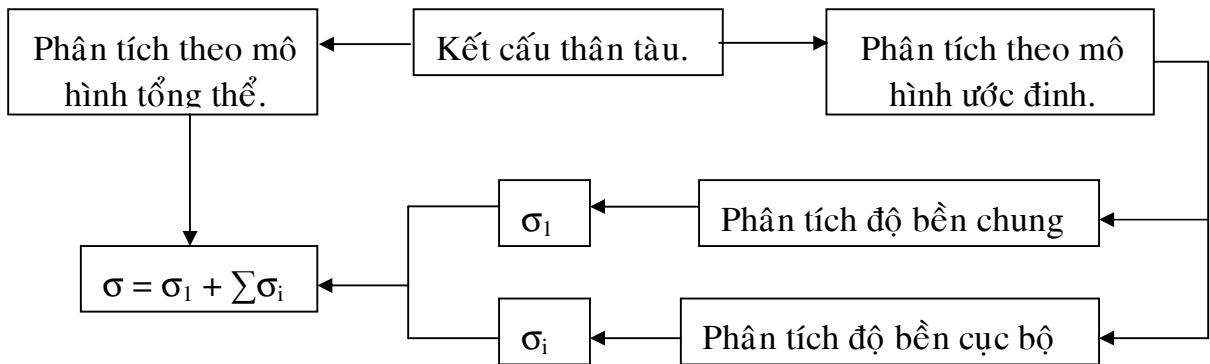 Phân tích theo mô
hình tổng thể.
Kết cấu thân tàu.
Phân tích theo mô
hình ước đinh.
σ1
Phân tích độ bền chung
σ = σ1 + ∑σi
σi
Phân tích độ bền cục bộ